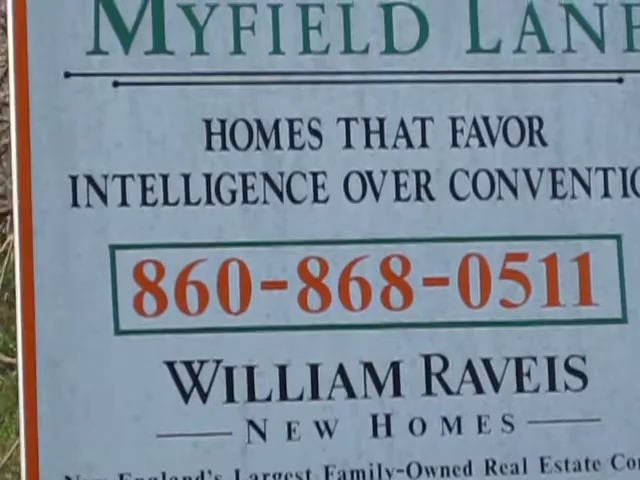 MYFIELD LANE
HOMES THAT FAVOR
INTELLIGENCE OVER CONVENTIO
860-868-0511
WILLIAM RAVEIS
NEW HOMES
New England's Largest Family-Owned Real Estate Co